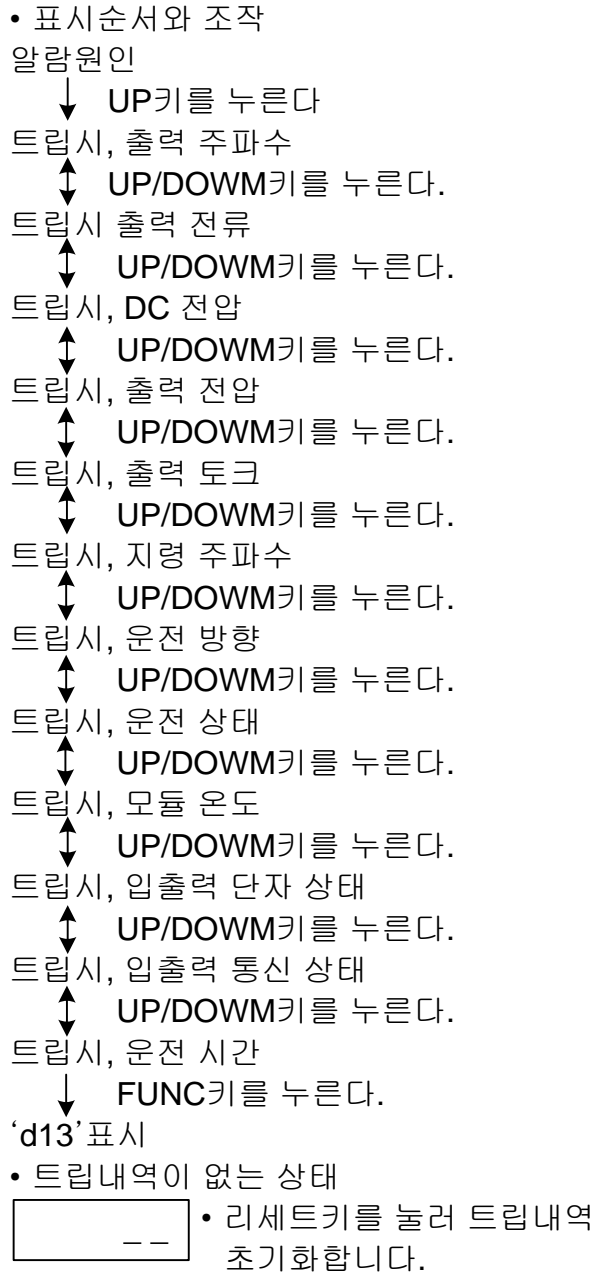 • 표시순서와 조작
알람원인
UP키를 누른다
트립시, 출력 주파수
UP/DOWM키를 누른다.
트립시 출력 전류
UP/DOWM키를 누른다.
트립시, DC 전압
UP/DOWM키를 누른다.
트립시, 출력 전압
UP/DOWM키를 누른다.
트립시, 출력 토크
UP/DOWM키를 누른다.
트립시, 지령 주파수
UP/DOWM키를 누른다.
트립시, 운전 방향
UP/DOWM키를 누른다.
트립시, 운전 상태
UP/DOWM키를 누른다.
트립시, 모듈 온도
UP/DOWM키를 누른다.
트립시, 입출력 단자 상태
UP/DOWM키를 누른다.
트립시, 입출력 통신 상태
UP/DOWM키를 누른다.
트립시, 운전 시간
FUNC키를 누른다.
‘d13’표시
• 트립내역이 없는 상태
_ _ • 리세트키를 눌러 트립내역
초기화합니다.